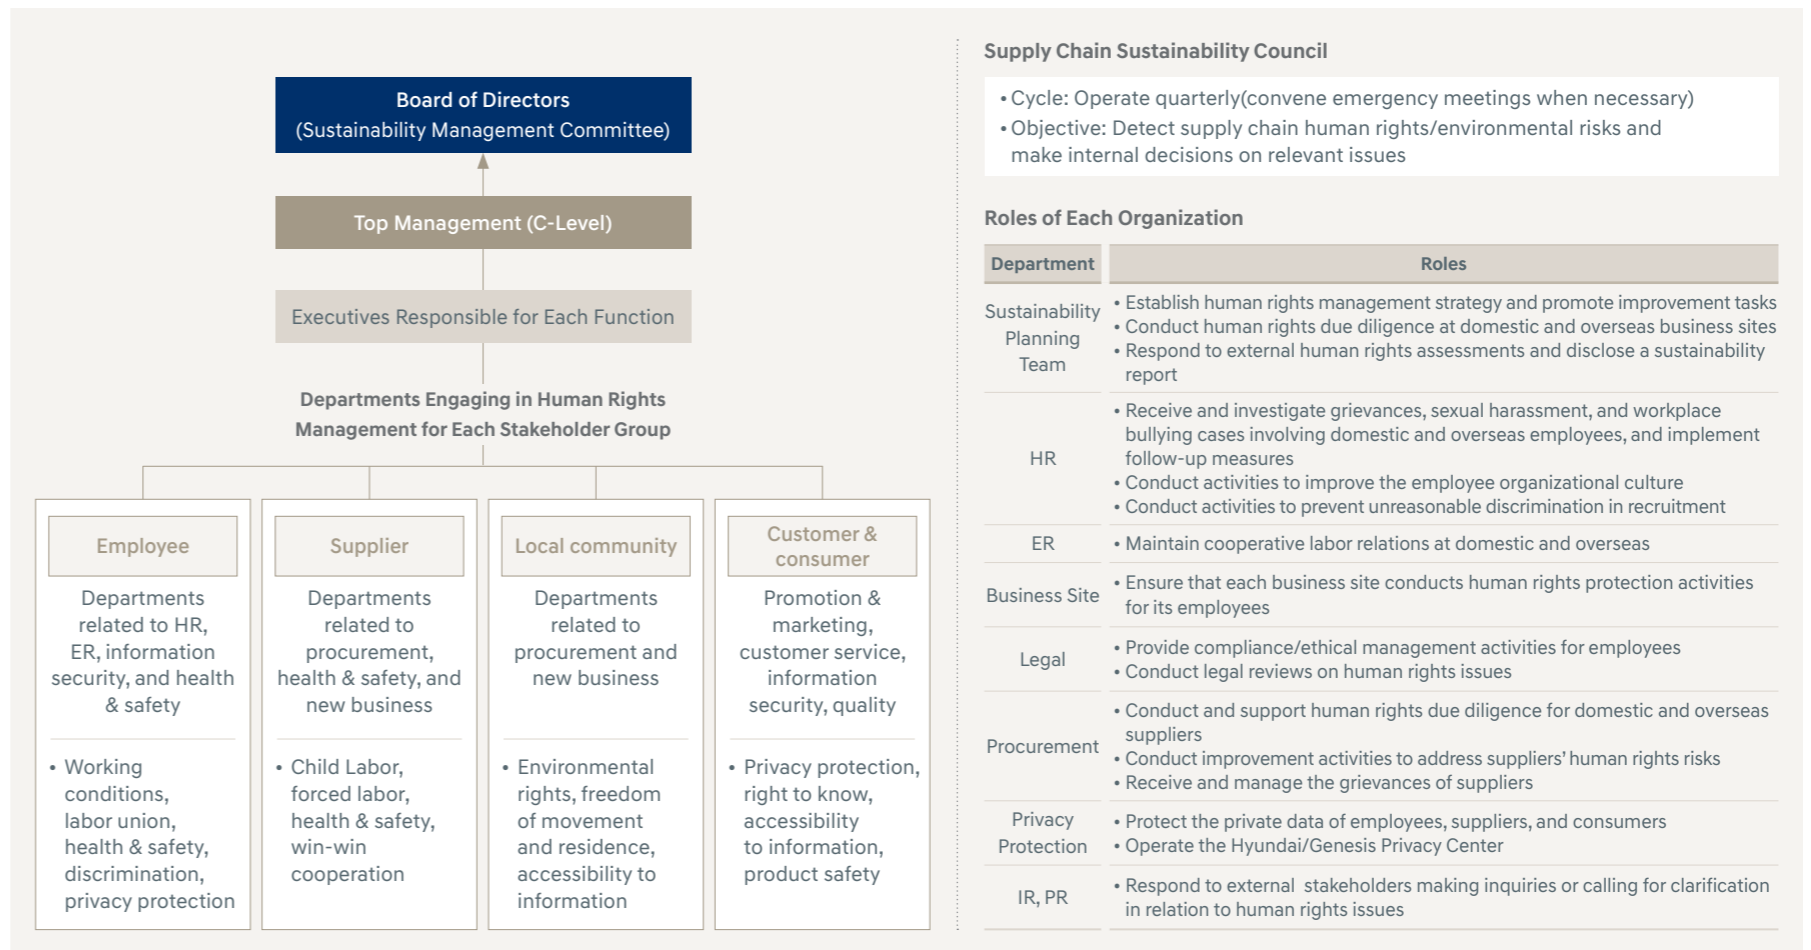 Board of Directors
(Sustainability Management Committee)
Top Management (C-Level)
Executives Responsible for Each Function
Departments Engaging in Human Rights
Management for Each Stakeholder Group
Employee
Departments
related to HR,
ER, information
security, and health
& safety
• Working
conditions,
labor union,
health & safety,
discrimination,
privacy protection
Supplier
Departments
related to
procurement,
health & safety, and
new business
• Child Labor,
forced labor,
health & safety,
win-win
cooperation
Local community
Departments
related to
procurement and
new business
• Environmental
rights, freedom
of movement
and residence,
accessibility to
information
Customer &
consumer
Promotion &
marketing,
customer service,
information
security, quality
• Privacy protection,
right to know,
accessibility
to information,
product safety
Supply Chain Sustainability Council
• Cycle: Operate quarterly(convene emergency meetings when necessary)
• Objective: Detect supply chain human rights/environmental risks and
make internal decisions on relevant issues
Roles of Each Organization
Department Roles
Sustainability
Planning
Team
• Establish human rights management strategy and promote improvement tasks
• Conduct human rights due diligence at domestic and overseas business sites
• Respond to external human rights assessments and disclose a sustainability
report
HR
• Receive and investigate grievances, sexual harassment, and workplace
bullying cases involving domestic and overseas employees, and implement
follow-up measures
• Conduct activities to improve the employee organizational culture
• Conduct activities to prevent unreasonable discrimination in recruitment
ER
• Maintain cooperative labor relations at domestic and overseas
Business Site
• Ensure that each business site conducts human rights protection activities
for its employees
Legal
• Provide compliance/ethical management activities for employees
• Conduct legal reviews on human rights issues
Procurement
• Conduct and support human rights due diligence for domestic and overseas
suppliers
• Conduct improvement activities to address suppliers' human rights risks
• Receive and manage the grievances of suppliers
Privacy
Protection
• Protect the private data of employees, suppliers, and consumers
• Operate the Hyundai/Genesis Privacy Center
IR, PR
• Respond to external stakeholders making inquiries or calling for clarification
in relation to human rights issues